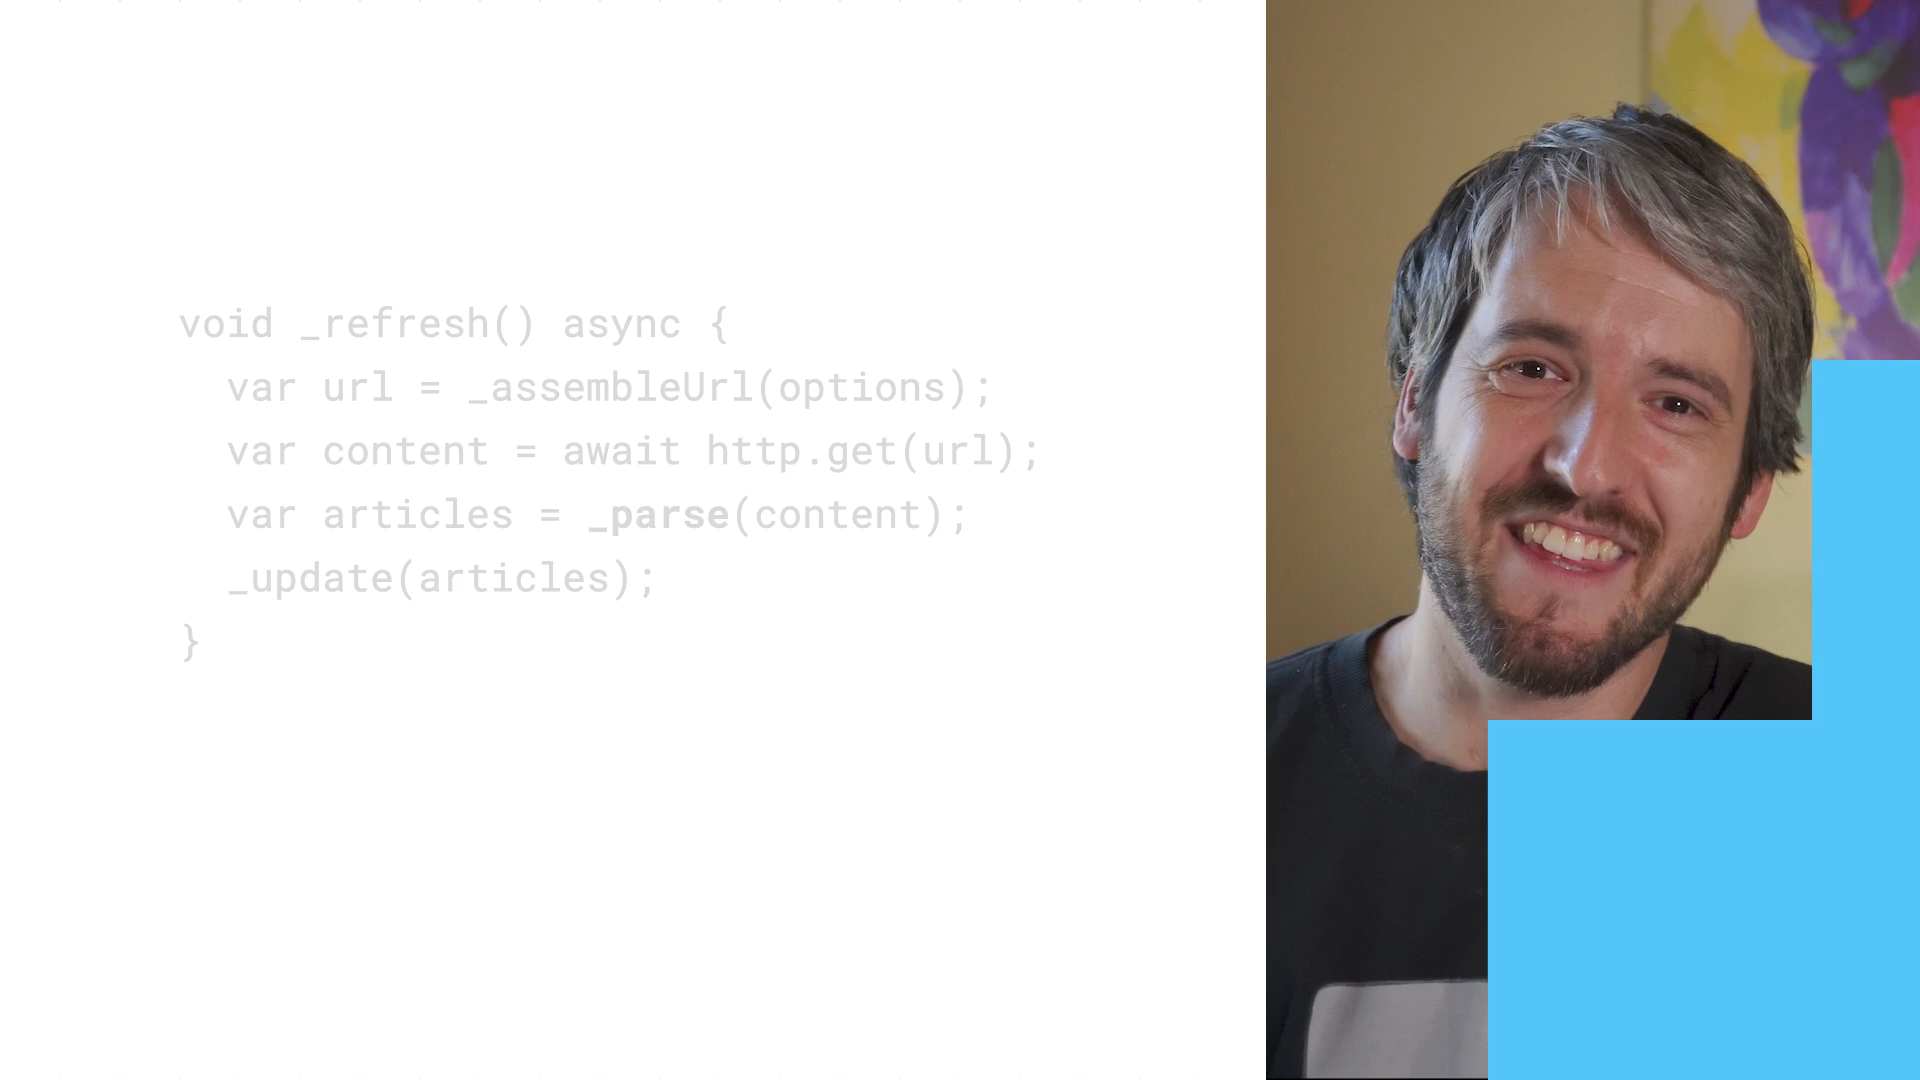 void _refresh() async {
  var url = _assembleUrl(options);
  var content = await http.get(url);
  var articles = _parse(content);
  _update(articles);
}